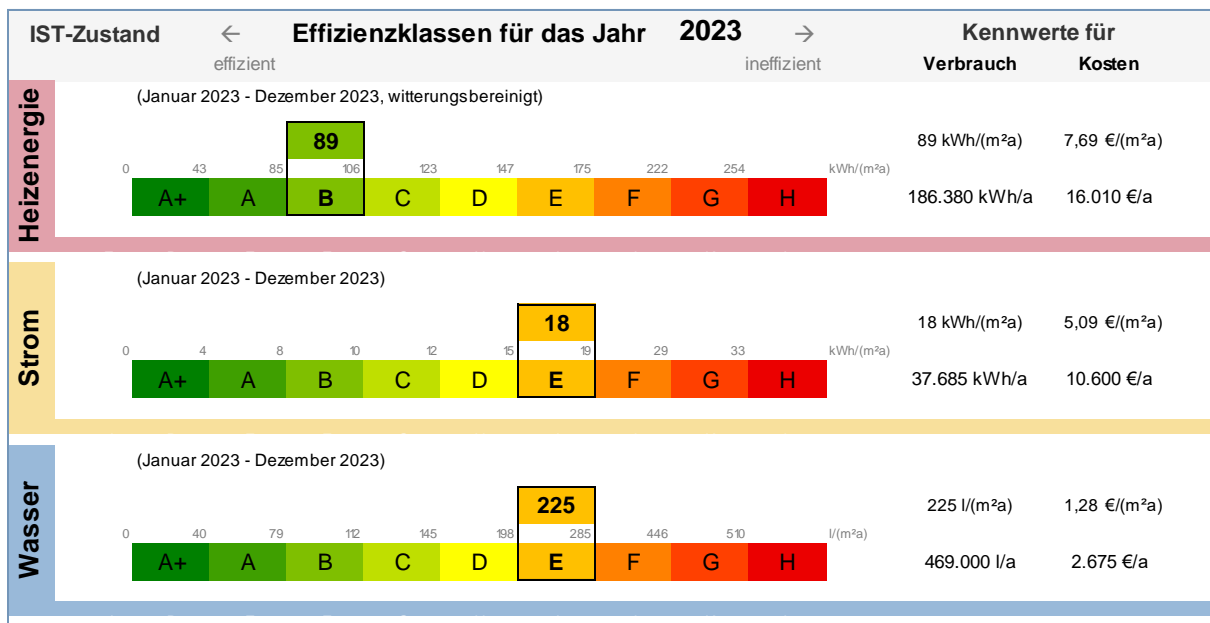 IST-Zustand ← Effizienzklassen für das Jahr 2023 → Kennwerte für
effizient ineffizient Verbrauch Kosten
Heizenergie
(Januar 2023 - Dezember 2023, witterungsbereinigt)
89 89 kWh/(m²a) 7,69 €/(m²a)
0 43 85 106 123 147 175 222 254 kWh/(m²a)
A+ A B C D E F G H 186.380 kWh/a 16.010 €/a
Strom
(Januar 2023 - Dezember 2023)
18 18 kWh/(m²a) 5,09 €/(m²a)
0 4 8 10 12 15 19 29 33 kWh/(m²a)
A+ A B C D E F G H 37.685 kWh/a 10.600 €/a
Wasser
(Januar 2023 - Dezember 2023)
225 225 l/(m²a) 1,28 €/(m²a)
0 40 79 112 145 198 285 446 510 l/(m²a)
A+ A B C D E F G H 469.000 l/a 2.675 €/a